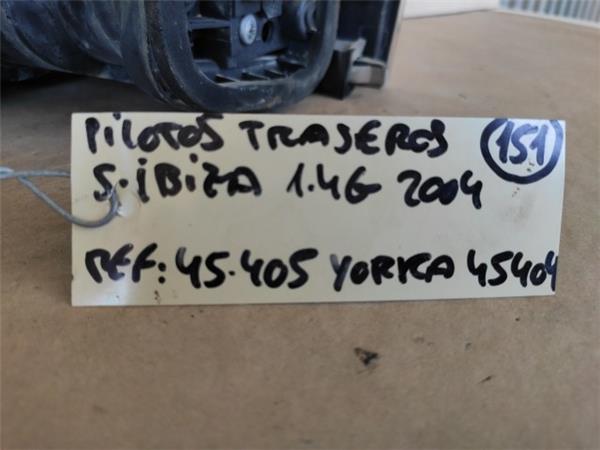 PILOTOS TRASEROS 151
S.IBIZA 1.4G 2004
REF: 45.405 YORKA 45404